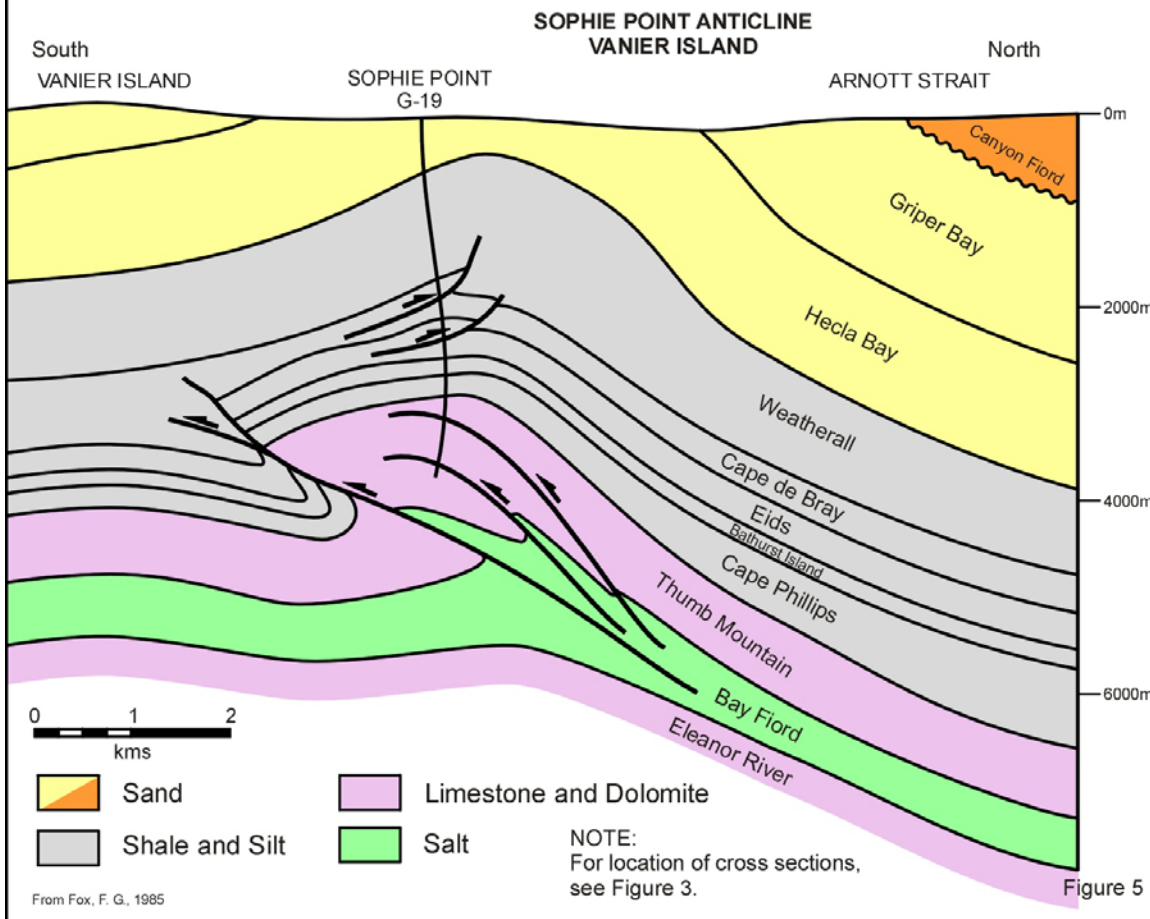 SOPHIE POINT ANTICLINE
VANIER ISLAND
South
North
VANIER ISLAND
SOPHIE POINT
G-19
ARNOTT STRAIT
0m
Canyon Fiord
Griper Bay
2000m
Hecla Bay
Weatherall
Cape de Bray
4000m
Eids
Bathurst Island
Cape Phillips
Thumb Mountain
6000m
Bay Fiord
Eleanor River
0 1 2
kms
Sand
Limestone and Dolomite
Shale and Silt
Salt
NOTE:
For location of cross sections,
see Figure 3.
Figure 5
From Fox, F. G., 1985